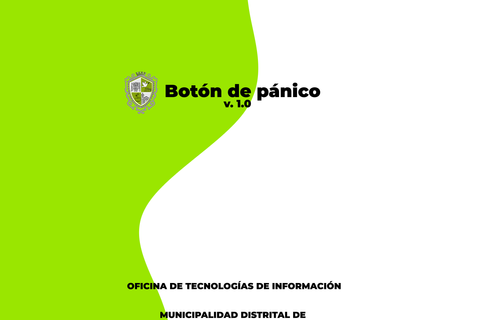 Botón de pánico
v. 1.0
OFICINA DE TECNOLOGÍAS DE INFORMACIÓN
MUNICIPALIDAD DISTRITAL DE